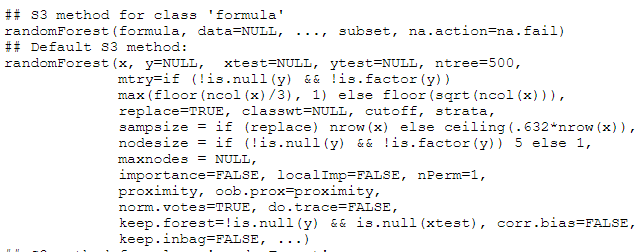 ## S3 method for class 'formula'
randomForest(formula, data=NULL, ..., subset, na.action=na.fail)
## Default S3 method:
randomForest(x, y=NULL,  xtest=NULL, ytest=NULL, ntree=500,
             mtry=if (!is.null(y) && !is.factor(y))
             max(floor(ncol(x)/3), 1) else floor(sqrt(ncol(x))),
             replace=TRUE, classwt=NULL, cutoff, strata,
             sampsize = if (replace) nrow(x) else ceiling(.632*nrow(x)),
             nodesize = if (!is.null(y) && !is.factor(y)) 5 else 1,
             maxnodes = NULL,
             importance=FALSE, localImp=FALSE, nPerm=1,
             proximity, oob.prox=proximity,
             norm.votes=TRUE, do.trace=FALSE,
             keep.forest=!is.null(y) && is.null(xtest), corr.bias=FALSE,
             keep.inbag=FALSE, ...)